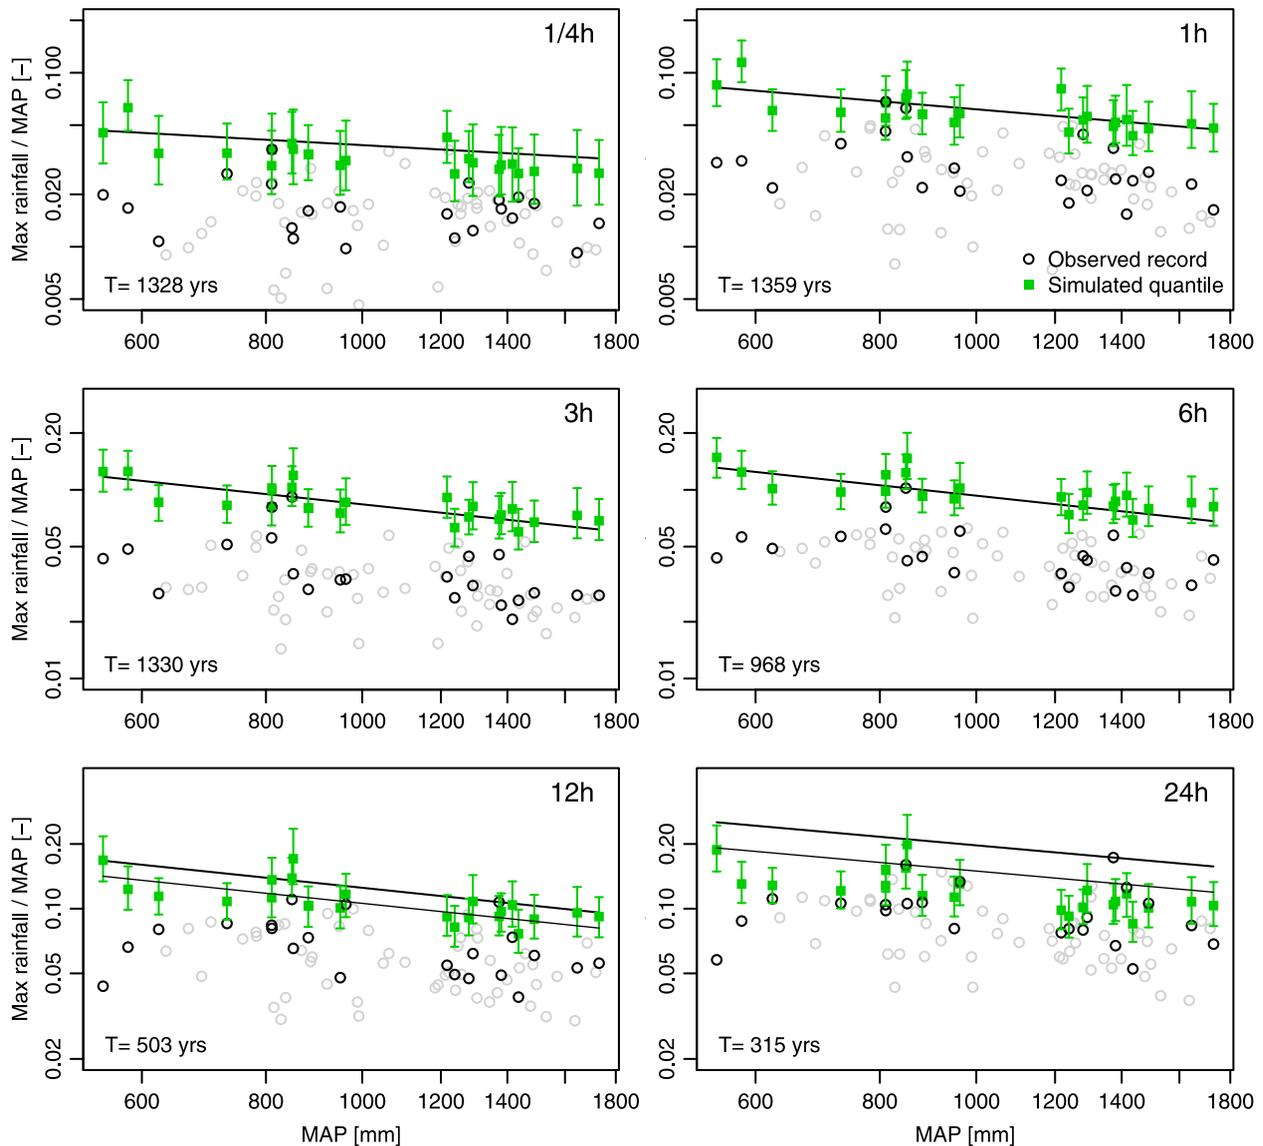 1/4h
Max rainfall / MAP [–]
0.100
0.020
0.005
T= 1328 yrs
600 800 1000 1200 1400 1800
1h
0.100
0.020
0.005
Observed record
Simulated quantile
T= 1359 yrs
600 800 1000 1200 1400 1800
3h
Max rainfall / MAP [–]
0.20
0.05
0.01
T= 1330 yrs
600 800 1000 1200 1400 1800
6h
0.20
0.05
0.01
T= 968 yrs
600 800 1000 1200 1400 1800
12h
Max rainfall / MAP [–]
0.20
0.10
0.05
0.02
T= 503 yrs
600 800 1000 1200 1400 1800
MAP [mm]
24h
0.20
0.10
0.05
0.02
T= 315 yrs
600 800 1000 1200 1400 1800
MAP [mm]